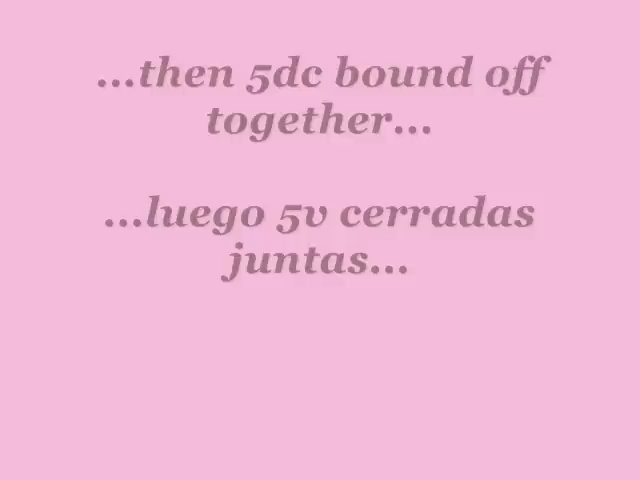 ...then 5dc bound off
together...
...luego 5v cerradas
juntas...